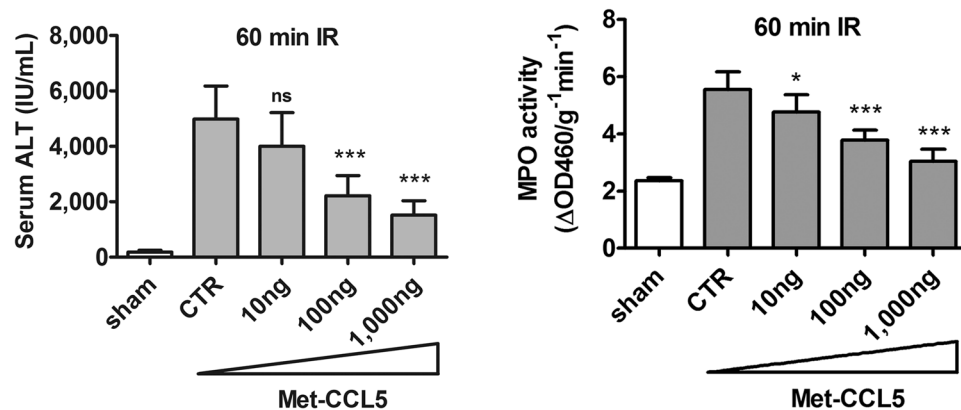 60 min IR
Serum ALT (IU/mL)
8,000
6,000
4,000
2,000
0
ns
***
***
sham
CTR
10ng
100ng
1,000ng
Met-CCL5
60 min IR
MPO activity
(ΔOD460/g⁻¹min⁻¹)
8
6
4
2
0
*
***
***
sham
CTR
10ng
100ng
1,000ng
Met-CCL5